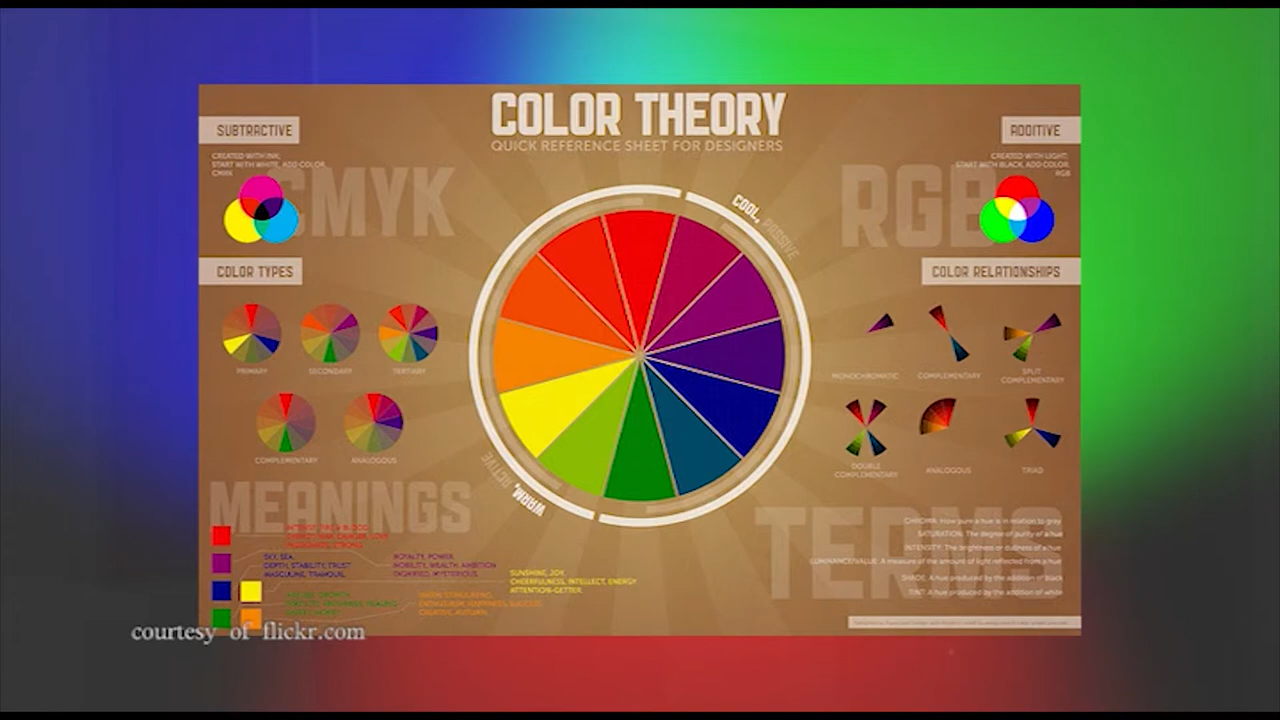 COLOR THEORY
QUICK REFERENCE SHEET FOR DESIGNERS
SUBTRACTIVE
CREATED WITH INK;
START WITH WHITE, ADD COLOR;
CMYK
CMYK
ADDITIVE
CREATED WITH LIGHT;
START WITH BLACK, ADD COLOR;
RGB
RGB
COLOR TYPES
PRIMARY
SECONDARY
TERTIARY
COMPLEMENTARY
ANALOGOUS
COOL, PASSIVE
WARM, ACTIVE
COLOR RELATIONSHIPS
MONOCHROMATIC
COMPLEMENTARY
SPLIT
COMPLEMENTARY
DOUBLE
COMPLEMENTARY
ANALOGOUS
TRIAD
MEANINGS
SKY, SEA,
DEPTH, STABILITY, TRUST
MASCULINE, TRANQUIL
ROYALTY, POWER,
NOBILITY, WEALTH, AMBITION
DIGNIFIED, MYSTERIOUS
SUNSHINE, JOY,
CHEERFULNESS, INTELLECT, ENERGY
ATTENTION-GETTER
TERMS
CHROMA: How pure a hue is in relation to gray
SATURATION: The degree of purity of a hue
INTENSITY: The brightness or dullness of a hue
LUMINANCE/VALUE: A measure of the amount of light reflected from a hue
SHADE: A hue produced by the addition of black
TINT: A hue produced by the addition of white
courtesy of flickr.com